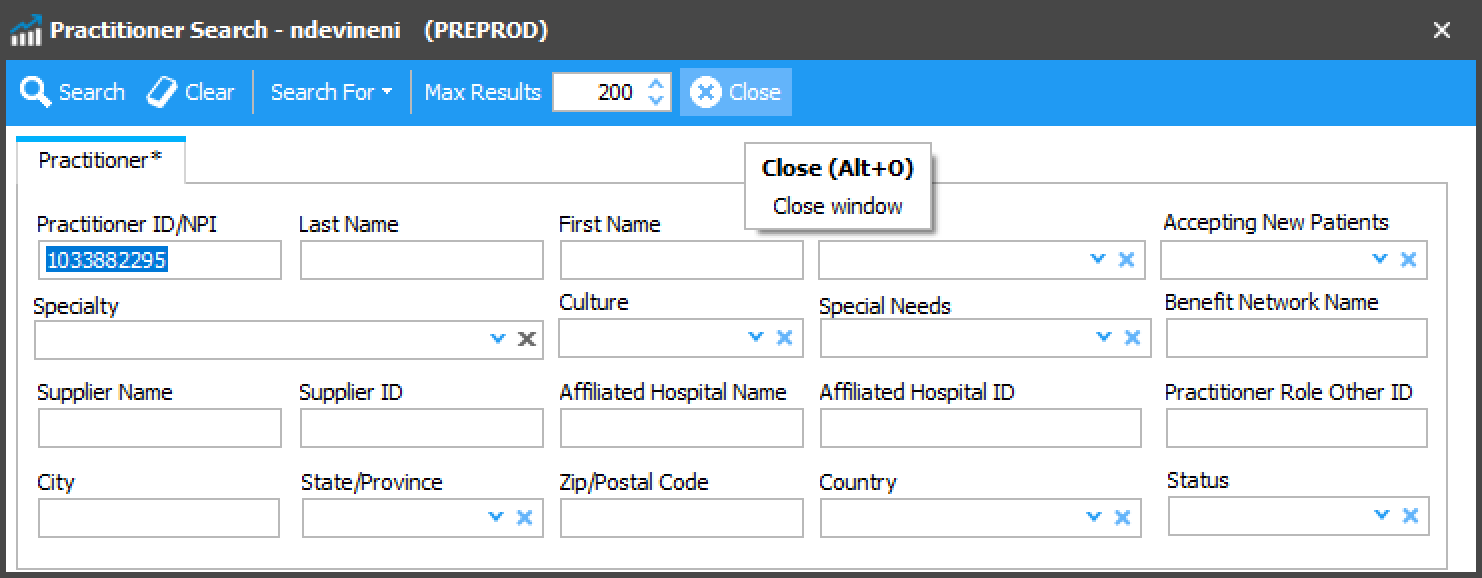 Practitioner Search - ndevineni (PREPROD)
Search Clear Search For Max Results 200 Close
Practitioner*
Close (Alt+O)
Close window
Practitioner ID/NPI Last Name First Name Accepting New Patients
1033882295
Specialty Culture Special Needs Benefit Network Name
Supplier Name Supplier ID Affiliated Hospital Name Affiliated Hospital ID Practitioner Role Other ID
City State/Province Zip/Postal Code Country Status